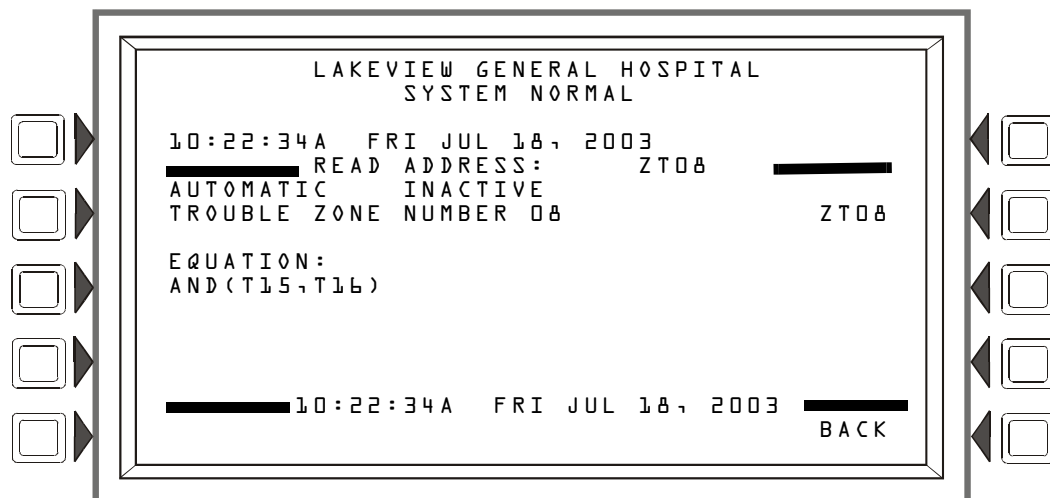 LAKEVIEW GENERAL HOSPITAL
SYSTEM NORMAL
10:22:34A FRI JUL 18, 2003
READ ADDRESS: ZT08
AUTOMATIC INACTIVE
TROUBLE ZONE NUMBER 08 ZT08
EQUATION:
AND(T15,T16)
10:22:34A FRI JUL 18, 2003
BACK